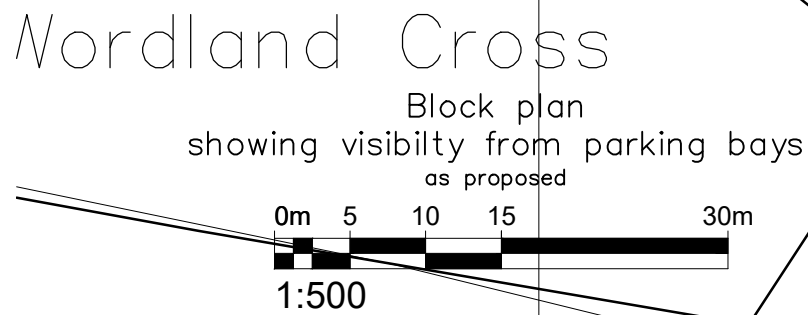 Nordland Cross
Block plan
showing visibilty from parking bays
as proposed
0m 5 10 15 30m
1:500